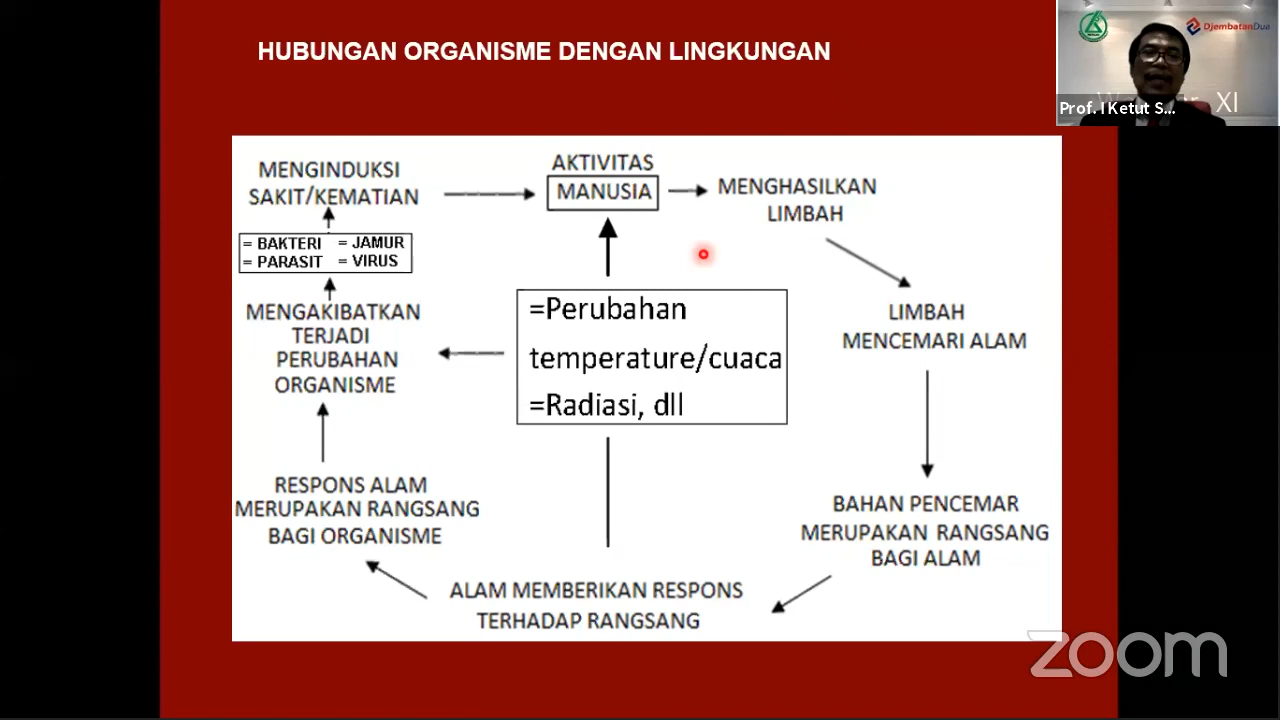 HUBUNGAN ORGANISME DENGAN LINGKUNGAN
DjembatanDua
XI
Prof. I Ketut S...
MENGINDUKSI
SAKIT/KEMATIAN
AKTIVITAS
MANUSIA
MENGHASILKAN
LIMBAH
= BAKTERI = JAMUR
= PARASIT = VIRUS
MENGAKIBATKAN
TERJADI
PERUBAHAN
ORGANISME
=Perubahan
temperature/cuaca
=Radiasi, dll
LIMBAH
MENCEMARI ALAM
RESPONS ALAM
MERUPAKAN RANGSANG
BAGI ORGANISME
BAHAN PENCEMAR
MERUPAKAN RANGSANG
BAGI ALAM
ALAM MEMBERIKAN RESPONS
TERHADAP RANGSANG
zoom